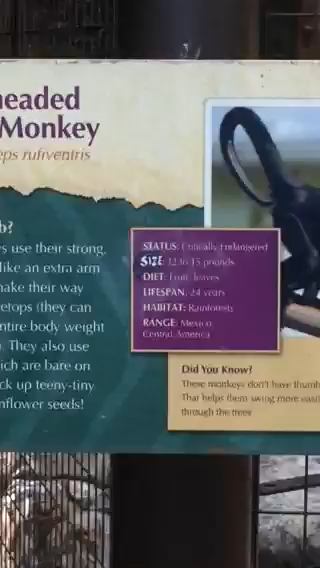 headed
Monkey
eps rufiventris
b?
s use their strong,
like an extra arm
make their way
etops (they can
ntire body weight
). They also use
ich are bare on
ck up teeny-tiny
nflower seeds!
STATUS: Critically Endangered
SIZE: 12 to 15 pounds
DIET: Fruit, leaves
LIFESPAN: 24 years
HABITAT: Rainforests
RANGE: Mexico,
Central America
Did You Know?
These monkeys don't have thumb
That helps them swing more easi
through the trees